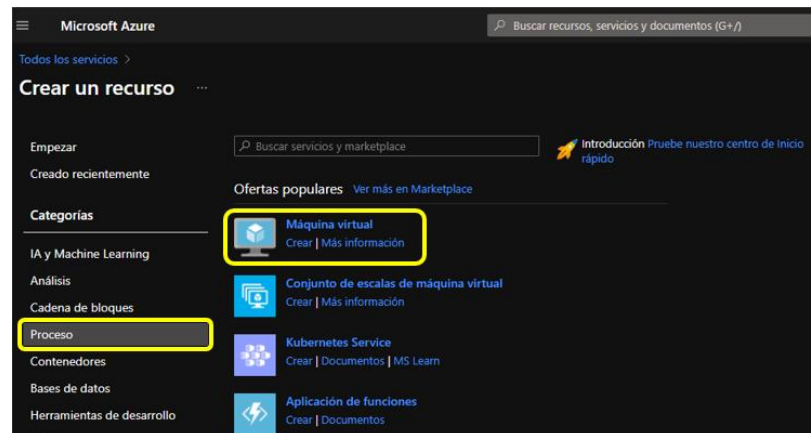 Microsoft Azure
Buscar recursos, servicios y documentos (G+/)
Todos los servicios >
Crear un recurso ...
Empezar
Creado recientemente
Categorías
IA y Machine Learning
Análisis
Cadena de bloques
Proceso
Contenedores
Bases de datos
Herramientas de desarrollo
Buscar servicios y marketplace
Introducción Pruebe nuestro centro de Inicio
rápido
Ofertas populares Ver más en Marketplace
Máquina virtual
Crear | Más información
Conjunto de escalas de máquina virtual
Crear | Más información
Kubernetes Service
Crear | Documentos | MS Learn
Aplicación de funciones
Crear | Documentos